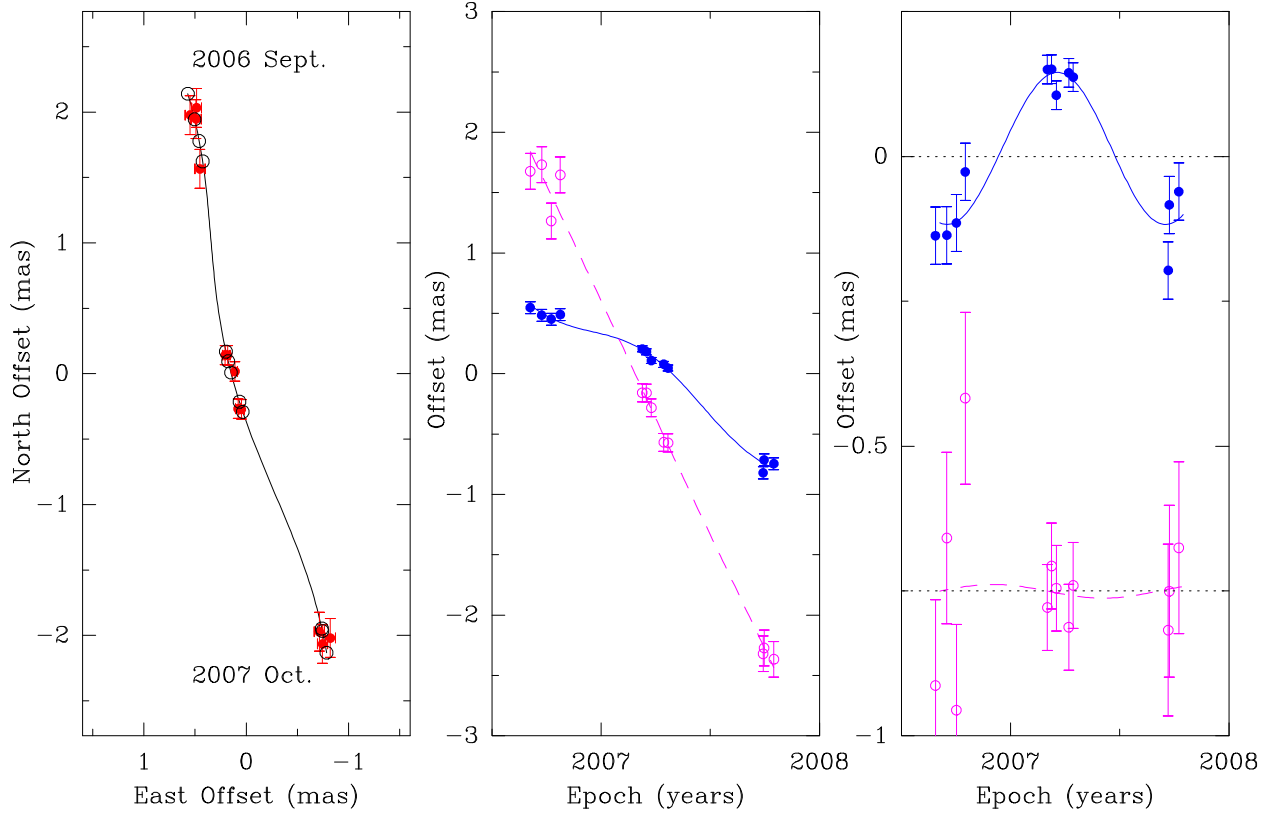 2006 Sept.
2007 Oct.
2
1
0
−1
−2
North Offset (mas)
1
0
−1
East Offset (mas)
3
2
1
0
−1
−2
−3
Offset (mas)
2007
2008
Epoch (years)
0
−0.5
−1
Offset (mas)
2007
2008
Epoch (years)